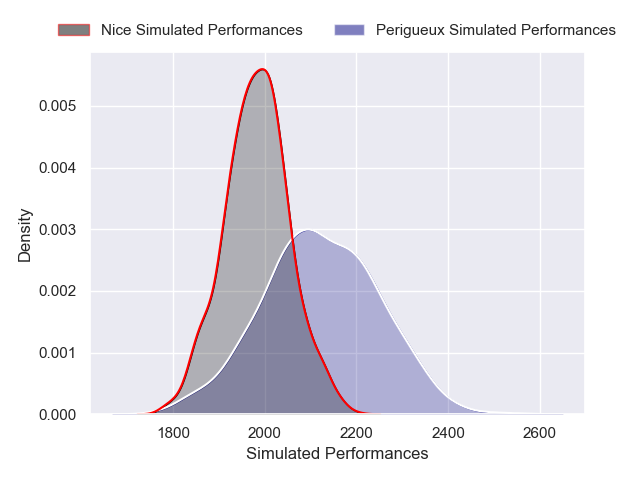 Nice Simulated Performances Perigueux Simulated Performances
0.005
0.004
0.003
0.002
0.001
0.000
Density
1800 2000 2200 2400 2600
Simulated Performances